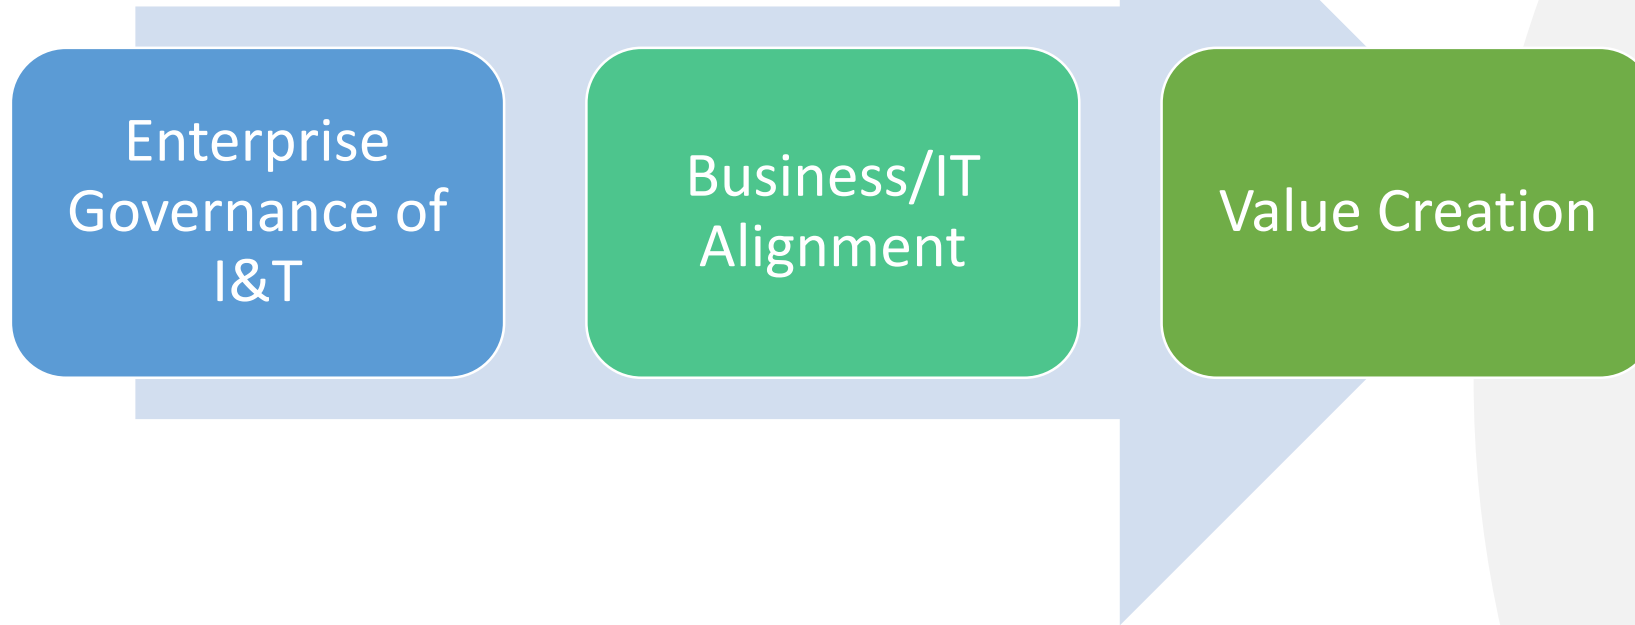 Enterprise
Governance of
I&T
Business/IT
Alignment
Value Creation